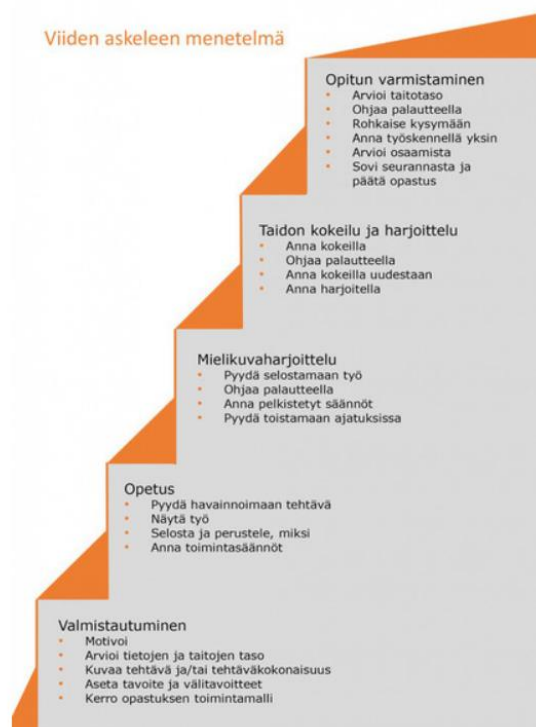 Viiden askeleen menetelmä
Opitun varmistaminen
• Arvioi taitotaso
• Ohjaa palautteella
• Rohkaise kysymään
• Anna työskennellä yksin
• Arvioi osaamista
• Sovi seurannasta ja
päätä opastus
Taidon kokeilu ja harjoittelu
• Anna kokeilla
• Ohjaa palautteella
• Anna kokeilla uudestaan
• Anna harjoitella
Mielikuvaharjoittelu
• Pyydä selostamaan työ
• Ohjaa palautteella
• Anna pelkistetyt säännöt
• Pyydä toistamaan ajatuksissa
Opetus
• Pyydä havainnoimaan tehtävä
• Näytä työ
• Selosta ja perustele, miksi
• Anna toimintasäännöt
Valmistautuminen
• Motivoi
• Arvioi tietojen ja taitojen taso
• Kuvaa tehtävä ja/tai tehtäväkokonaisuus
• Aseta tavoite ja välitavoitteet
• Kerro opastuksen toimintamalli